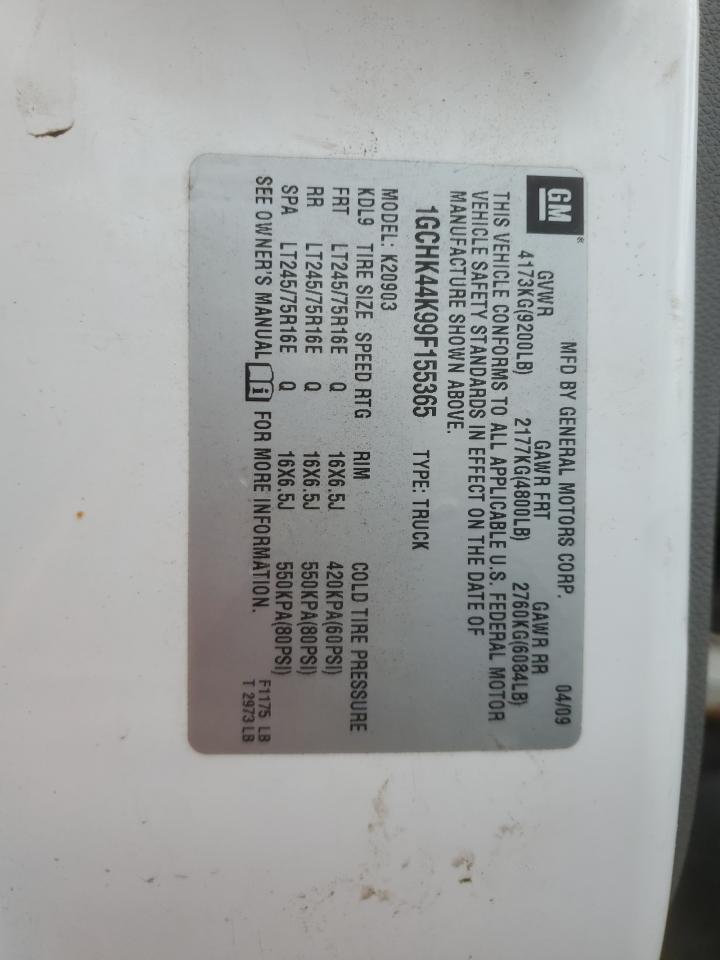 GM®
MFD BY GENERAL MOTORS CORP. 04/09
GVWR GAWR FRT GAWR RR
4173KG(9200LB) 2177KG(4800LB) 2760KG(6084LB)
THIS VEHICLE CONFORMS TO ALL APPLICABLE U.S. FEDERAL MOTOR
VEHICLE SAFETY STANDARDS IN EFFECT ON THE DATE OF
MANUFACTURE SHOWN ABOVE.
1GCHK44K99F155365 TYPE: TRUCK
MODEL: K20903
KDL9 TIRE SIZE SPEED RTG RIM COLD TIRE PRESSURE
FRT LT245/75R16E Q 16X6.5J 420KPA(60PSI)
RR LT245/75R16E Q 16X6.5J 550KPA(80PSI)
SPA LT245/75R16E Q 16X6.5J 550KPA(80PSI)
SEE OWNER'S MANUAL i FOR MORE INFORMATION.
F1175 LB
T 2973 LB